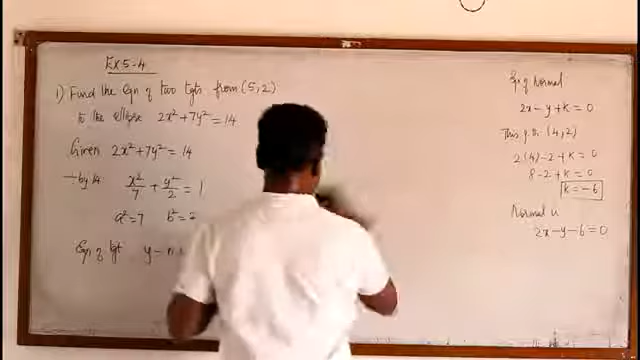 EX 5-4
1) Find the Eqn of two tgts from (5,2)
to the ellipse 2x²+7y²=14
Given 2x²+7y²=14
÷ by 14 x²/7 + y²/2 = 1
a²=7 b²=
Eqn of tgt y-
Eqn of Normal
2x-y+k=0
This p.th. (4,2)
2(4)-2+k=0
8-2+k=0
k=-6
Normal is
2x-y-6=0